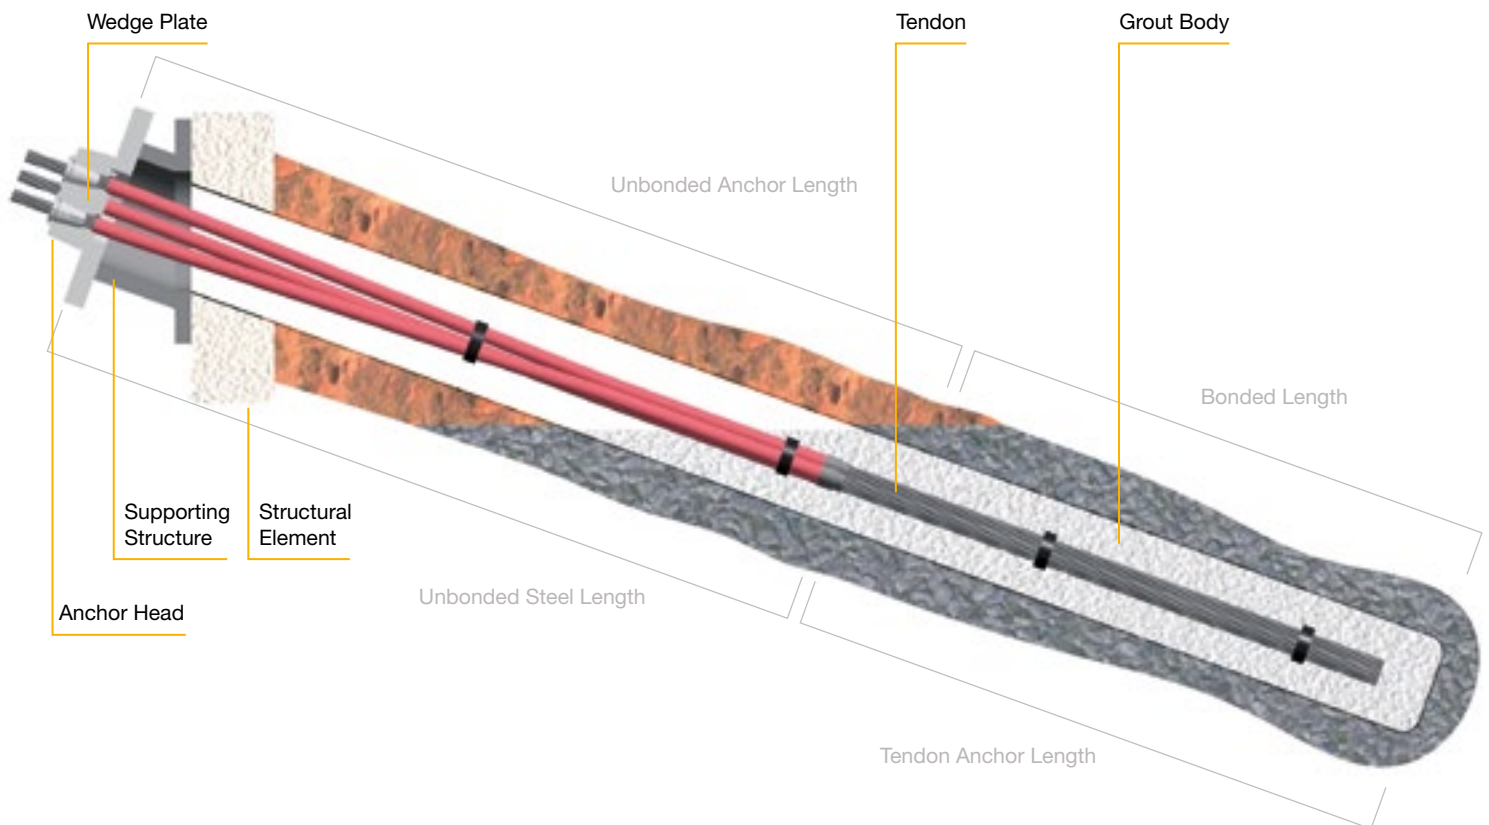 Wedge Plate
Tendon
Grout Body
Unbonded Anchor Length
Bonded Length
Supporting
Structure
Structural
Element
Unbonded Steel Length
Anchor Head
Tendon Anchor Length